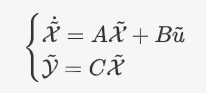 𝒳̃̇ = A𝒳̃ + Bũ
𝒴̃ = C𝒳̃